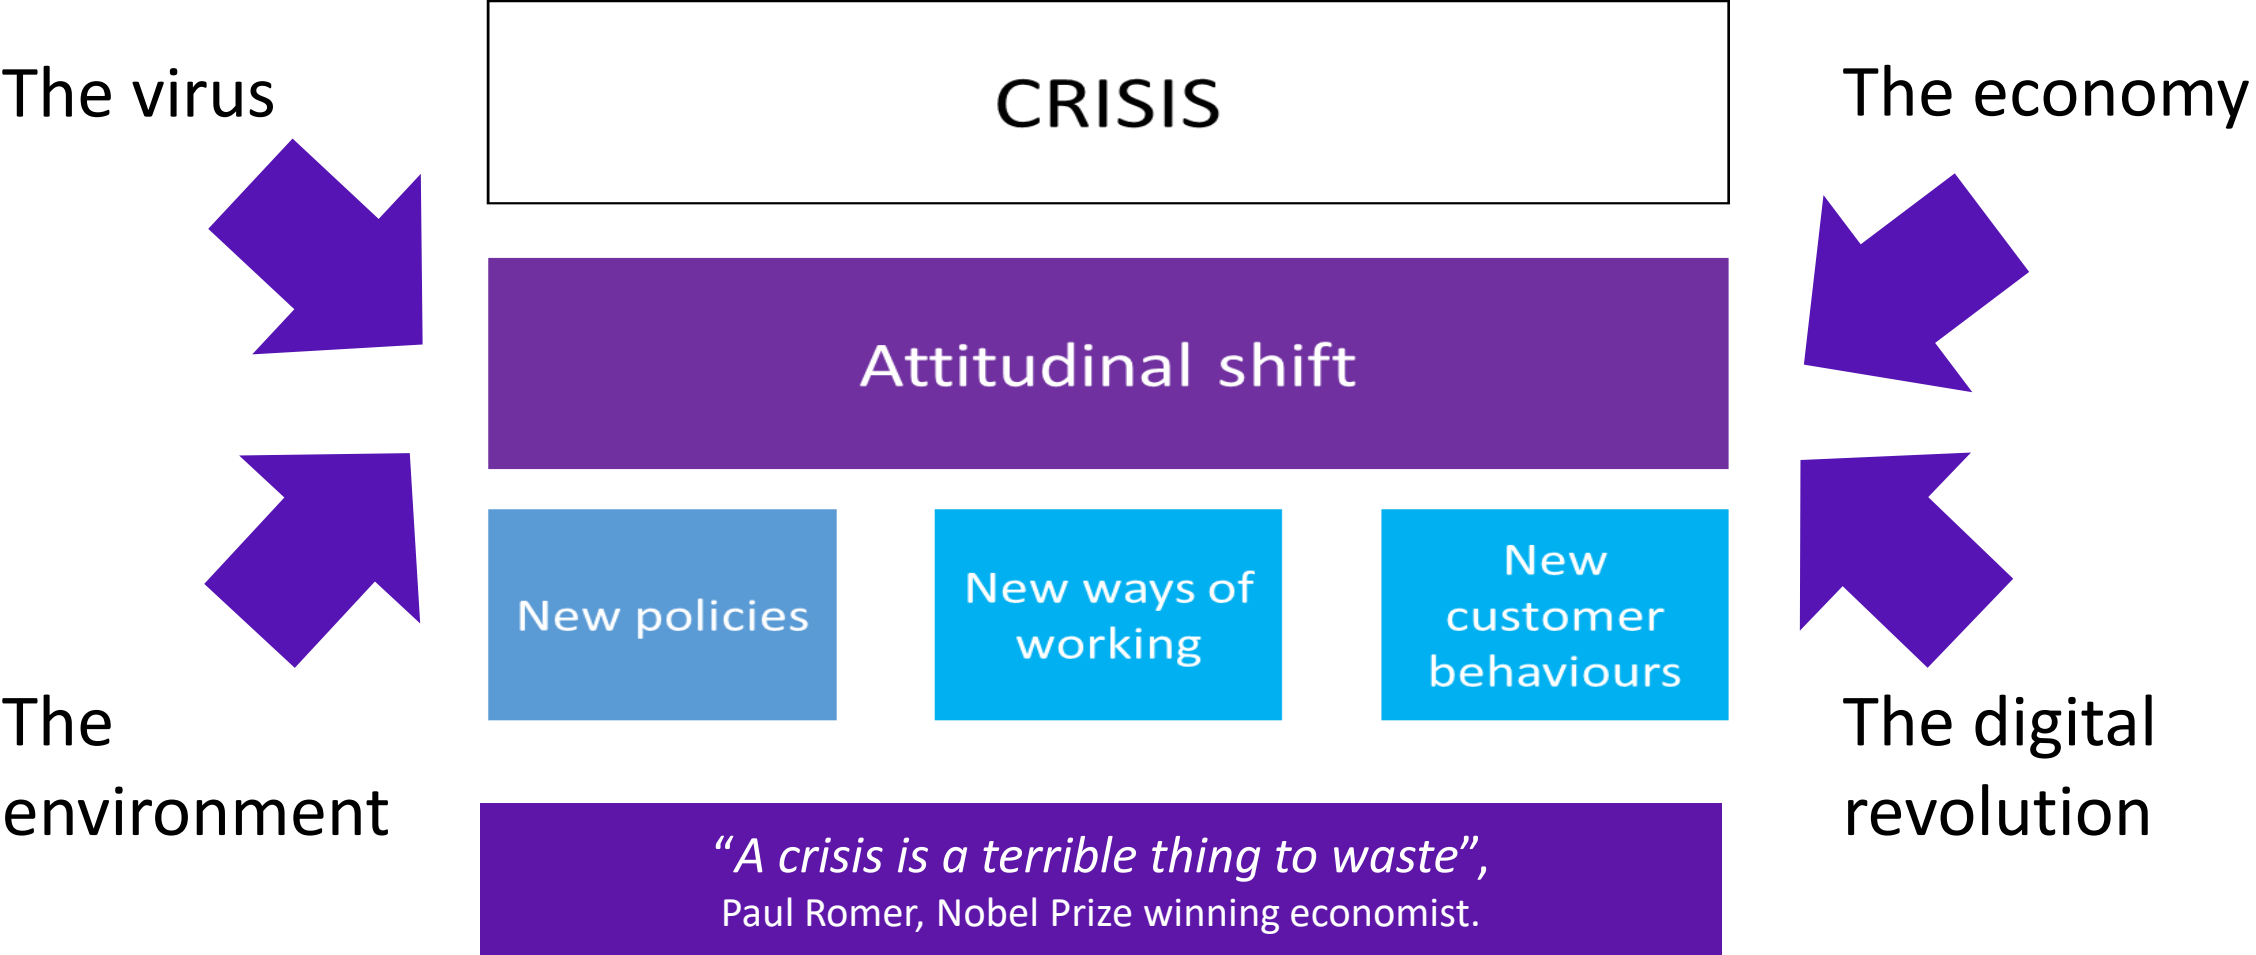 The virus
CRISIS
The economy
Attitudinal shift
New policies
New ways of
working
New
customer
behaviours
The
environment
The digital
revolution
“A crisis is a terrible thing to waste”,
Paul Romer, Nobel Prize winning economist.